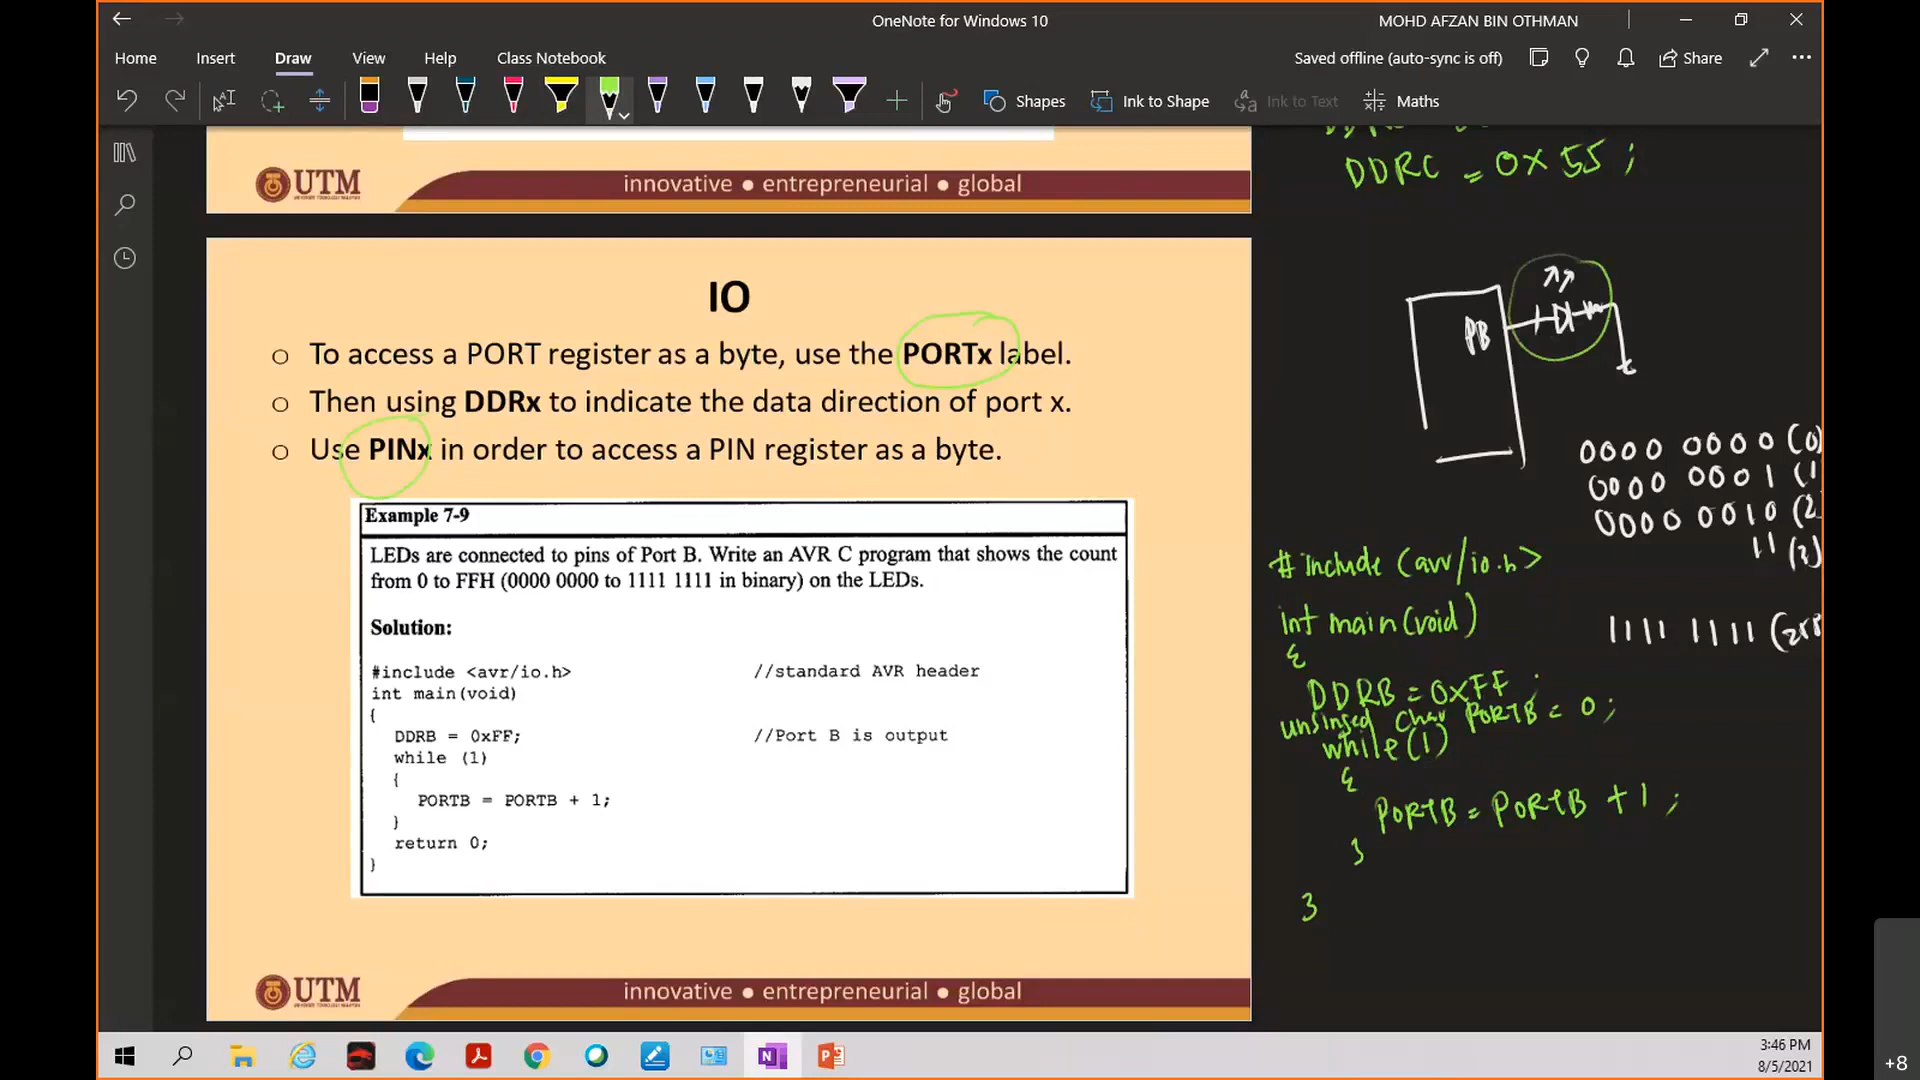 OneNote for Windows 10
MOHD AFZAN BIN OTHMAN
Home
Insert
Draw
View
Help
Class Notebook
Saved offline (auto-sync is off)
Share
Shapes
Ink to Shape
Ink to Text
Maths
UTM
innovative ● entrepreneurial ● global
DDRC = 0x55;
IO
To access a PORT register as a byte, use the PORTx label.
Then using DDRx to indicate the data direction of port x.
Use PINx in order to access a PIN register as a byte.
Example 7-9
LEDs are connected to pins of Port B. Write an AVR C program that shows the count
from 0 to FFH (0000 0000 to 1111 1111 in binary) on the LEDs.
Solution:
#include <avr/io.h> //standard AVR header
int main(void)
{
DDRB = 0xFF; //Port B is output
while (1)
{
PORTB = PORTB + 1;
}
return 0;
}
UTM
innovative ● entrepreneurial ● global
PB
0000 0000 (0)
0000 0001 (1
0000 0010 (2
11 (3)
1111 1111
#include (avr/io.h>
int main(void)
{
DDRB = 0xFF;
unsinsed char PORTB = 0;
while(1)
{
PORTB = PORTB + 1;
}
}
3:46 PM
8/5/2021
+8